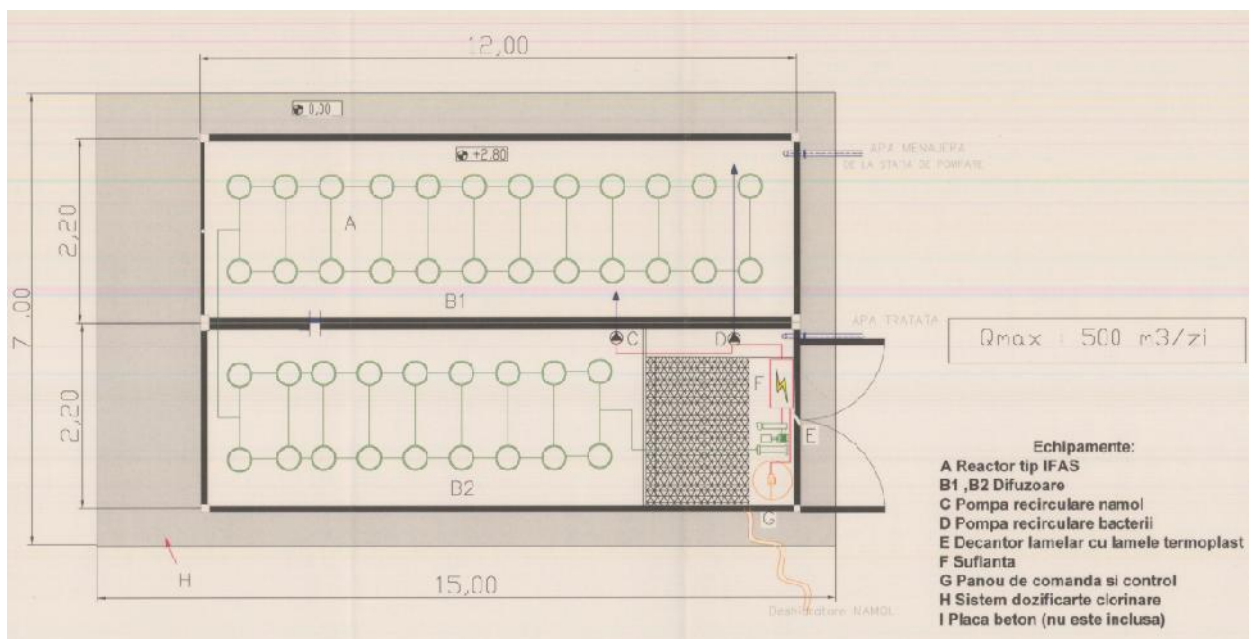 12,00
0,00
+2.80
APA MENAJERA
DE LA STATIA DE POMPARE
A
2,20
B1
7,00
C
D
APA TRATATA
Qmax : 500 m3/zi
F
2,20
E
B2
G
H
15,00
Deshidratare NAMOL
Echipamente:
A Reactor tip IFAS
B1 ,B2 Difuzoare
C Pompa recirculare namol
D Pompa recirculare bacterii
E Decantor lamelar cu lamele termoplast
F Suflanta
G Panou de comanda si control
H Sistem dozificarte clorinare
I Placa beton (nu este inclusa)